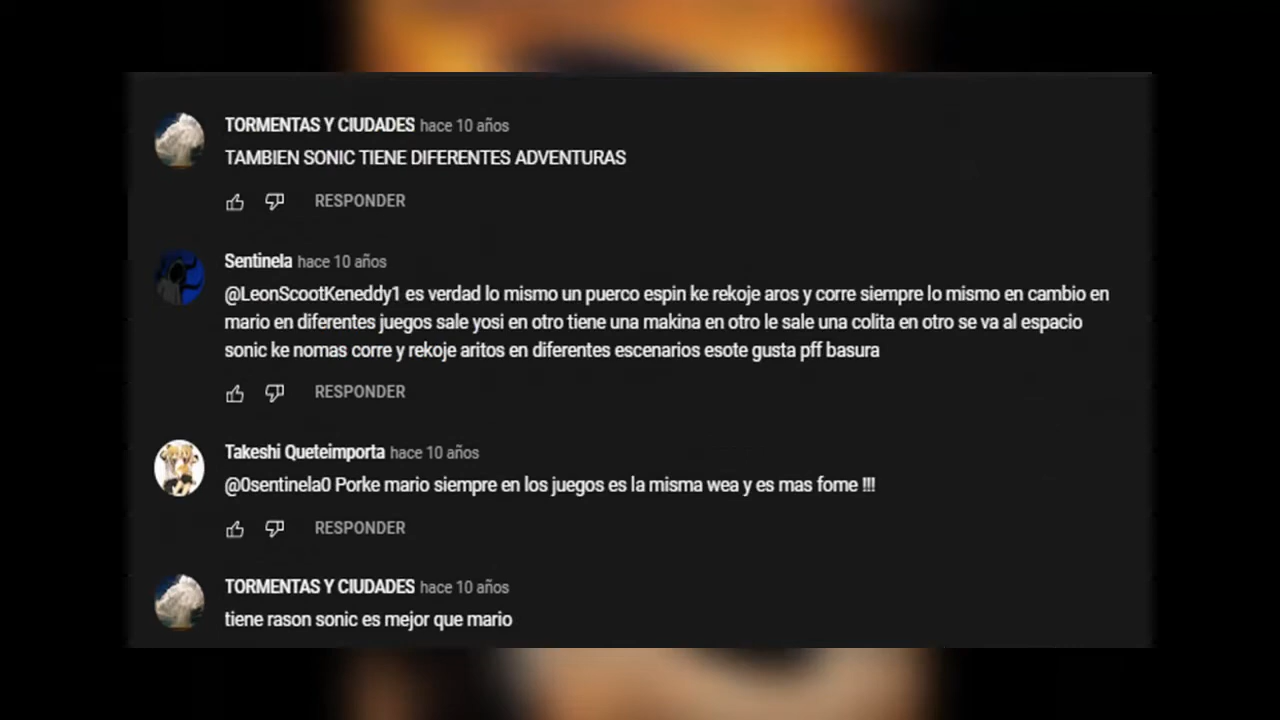 TORMENTAS Y CIUDADES hace 10 años
TAMBIEN SONIC TIENE DIFERENTES ADVENTURAS
RESPONDER
Sentinela hace 10 años
@LeonScootKeneddy1 es verdad lo mismo un puerco espin ke rekoje aros y corre siempre lo mismo en cambio en
mario en diferentes juegos sale yosi en otro tiene una makina en otro le sale una colita en otro se va al espacio
sonic ke nomas corre y rekoje aritos en diferentes escenarios esote gusta pff basura
RESPONDER
Takeshi Queteimporta hace 10 años
@0sentinela0 Porke mario siempre en los juegos es la misma wea y es mas fome !!!
RESPONDER
TORMENTAS Y CIUDADES hace 10 años
tiene rason sonic es mejor que mario